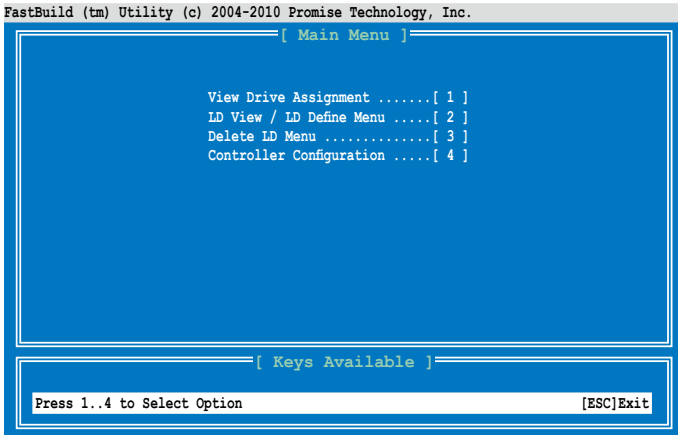 FastBuild (tm) Utility (c) 2004-2010 Promise Technology, Inc.
[ Main Menu ]
View Drive Assignment .......[ 1 ]
LD View / LD Define Menu .....[ 2 ]
Delete LD Menu ..............[ 3 ]
Controller Configuration .....[ 4 ]
[ Keys Available ]
Press 1..4 to Select Option [ESC]Exit